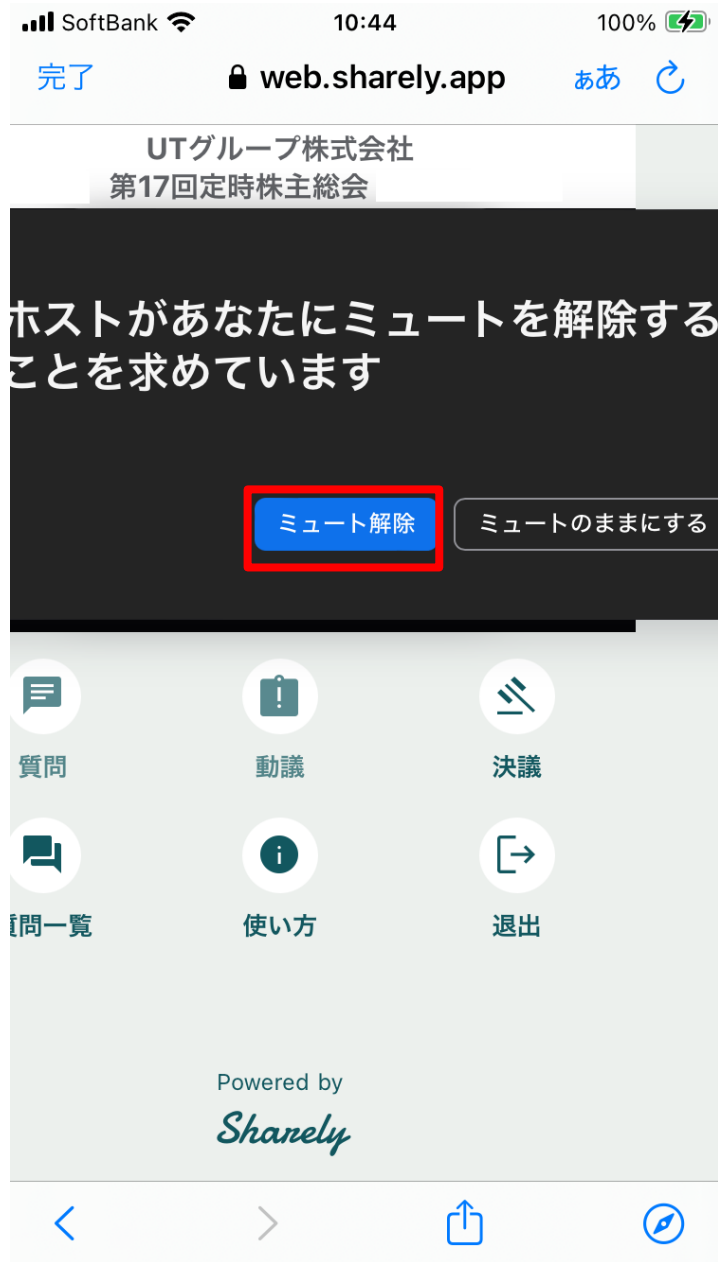 SoftBank 10:44 100%
完了 web.sharely.app ぁあ
UTグループ株式会社
第17回定時株主総会
ホストがあなたにミュートを解除する
ことを求めています
ミュート解除 ミュートのままにする
質問 動議 決議
質問一覧 使い方 退出
Powered by
Sharely